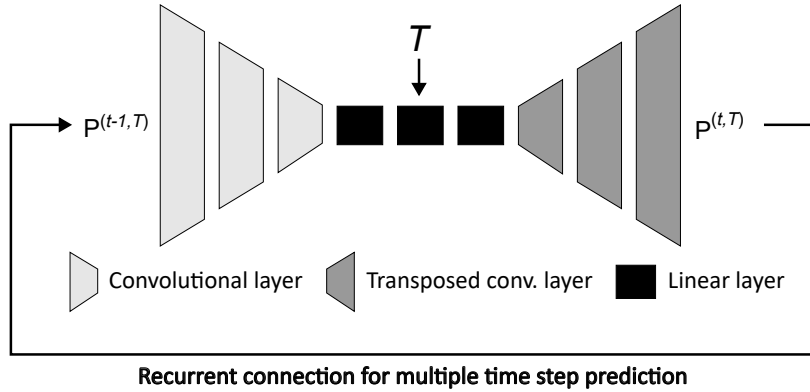 T
P(t-1,T)
P(t,T)
Convolutional layer
Transposed conv. layer
Linear layer
Recurrent connection for multiple time step prediction